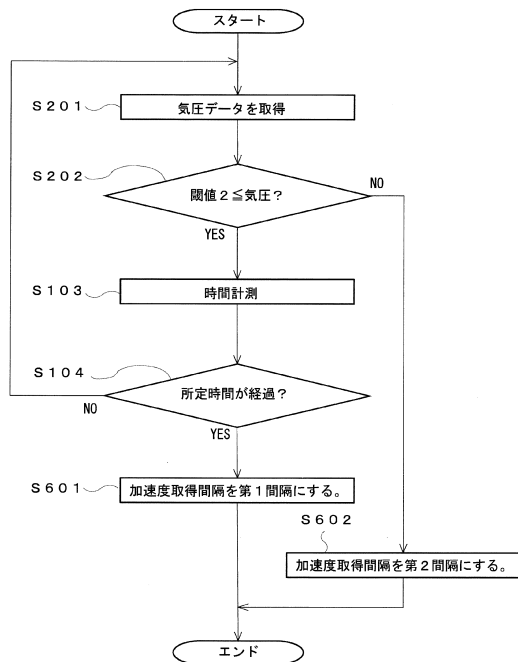 スタート
S201
気圧データを取得
S202
閾値2≦気圧?
NO
YES
S103
時間計測
S104
所定時間が経過?
NO
YES
S601
加速度取得間隔を第1間隔にする。
S602
加速度取得間隔を第2間隔にする。
エンド